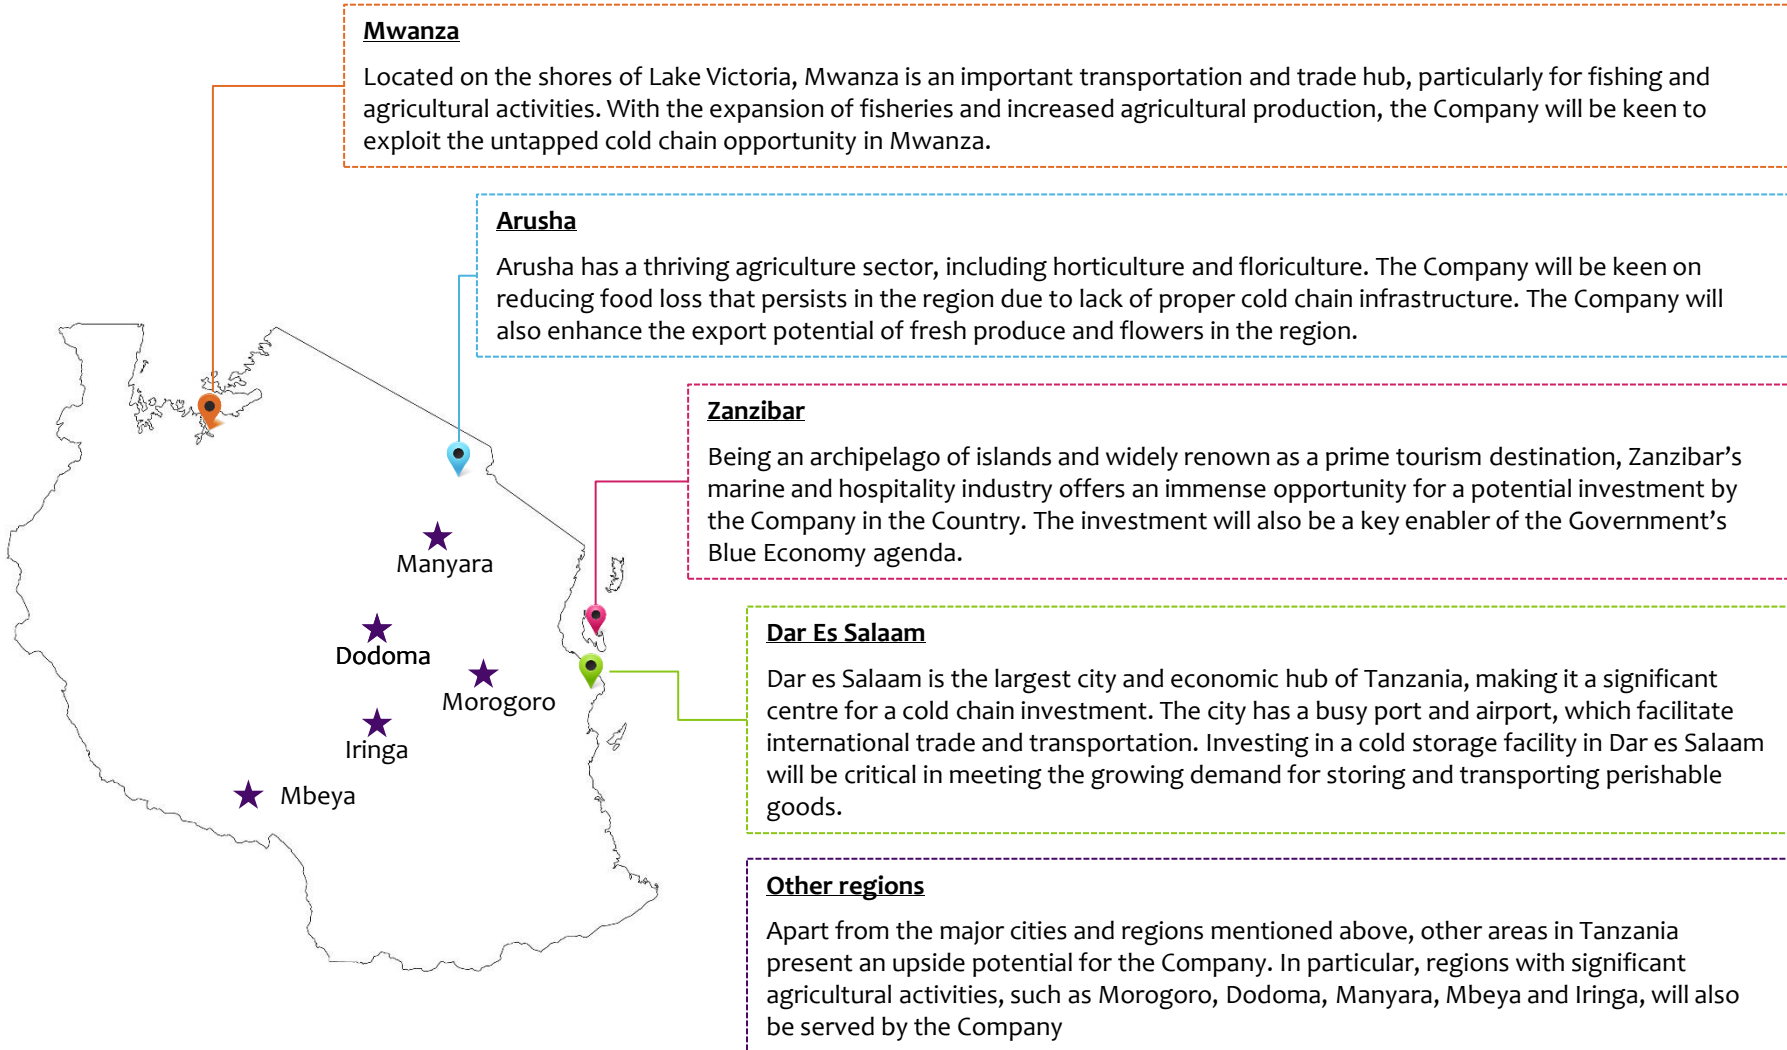 Mwanza
Located on the shores of Lake Victoria, Mwanza is an important transportation and trade hub, particularly for fishing and
agricultural activities. With the expansion of fisheries and increased agricultural production, the Company will be keen to
exploit the untapped cold chain opportunity in Mwanza.
Arusha
Arusha has a thriving agriculture sector, including horticulture and floriculture. The Company will be keen on
reducing food loss that persists in the region due to lack of proper cold chain infrastructure. The Company will
also enhance the export potential of fresh produce and flowers in the region.
Zanzibar
Being an archipelago of islands and widely renown as a prime tourism destination, Zanzibar’s
marine and hospitality industry offers an immense opportunity for a potential investment by
the Company in the Country. The investment will also be a key enabler of the Government’s
Blue Economy agenda.
Manyara
Dodoma
Morogoro
Iringa
Mbeya
Dar Es Salaam
Dar es Salaam is the largest city and economic hub of Tanzania, making it a significant
centre for a cold chain investment. The city has a busy port and airport, which facilitate
international trade and transportation. Investing in a cold storage facility in Dar es Salaam
will be critical in meeting the growing demand for storing and transporting perishable
goods.
Other regions
Apart from the major cities and regions mentioned above, other areas in Tanzania
present an upside potential for the Company. In particular, regions with significant
agricultural activities, such as Morogoro, Dodoma, Manyara, Mbeya and Iringa, will also
be served by the Company